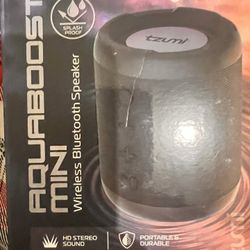 SPLASH
PROOF
tzumi
AQUABOOST
MINI
Wireless Bluetooth Speaker
HD STEREO
SOUND
PORTABLE &
DURABLE